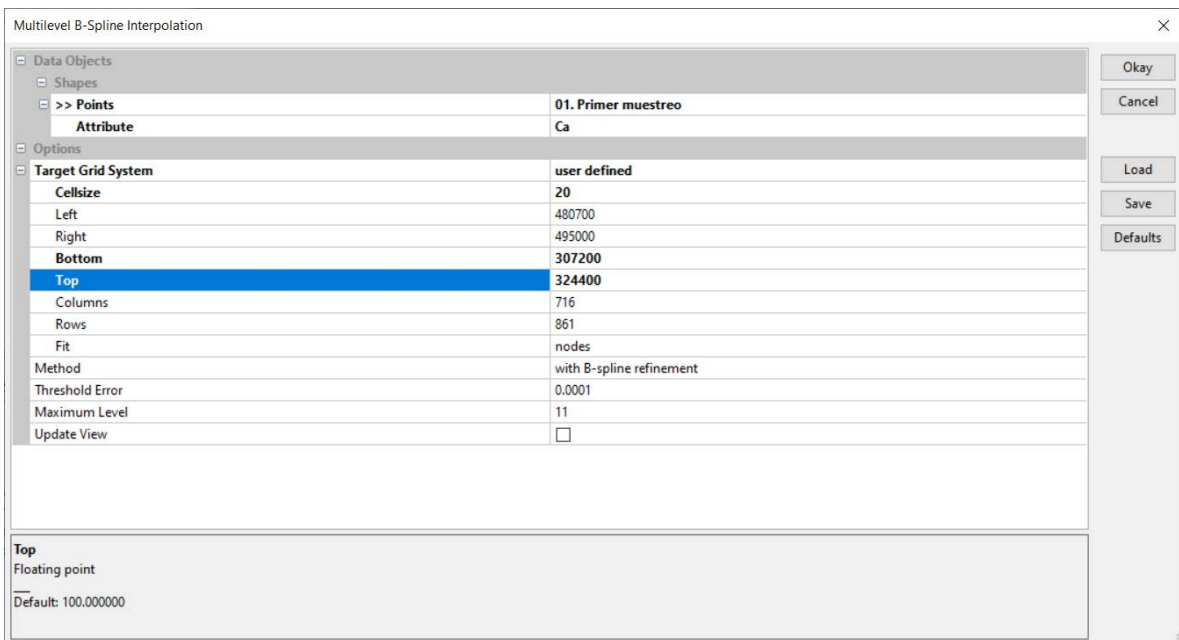 Multilevel B-Spline Interpolation
Data Objects
Shapes
>> Points 01. Primer muestreo
Attribute Ca
Options
Target Grid System user defined
Cellsize 20
Left 480700
Right 495000
Bottom 307200
Top 324400
Columns 716
Rows 861
Fit nodes
Method with B-spline refinement
Threshold Error 0.0001
Maximum Level 11
Update View
Okay
Cancel
Load
Save
Defaults
Top
Floating point
__
Default: 100.000000